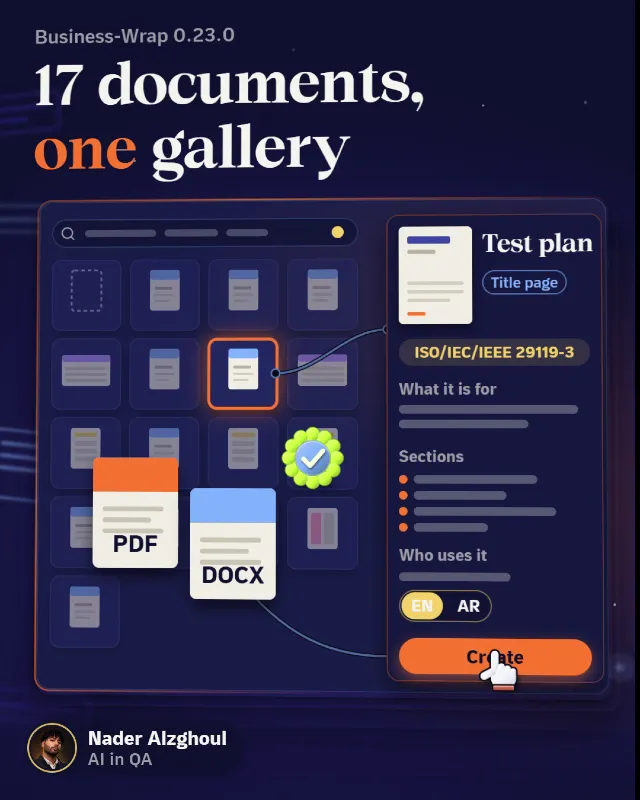 Business-Wrap 0.23.0
17 documents,
one gallery
Test plan
Title page
ISO/IEC/IEEE 29119-3
What it is for
Sections
PDF
DOCX
Who uses it
EN AR
Create
Nader Alzghoul
AI in QA